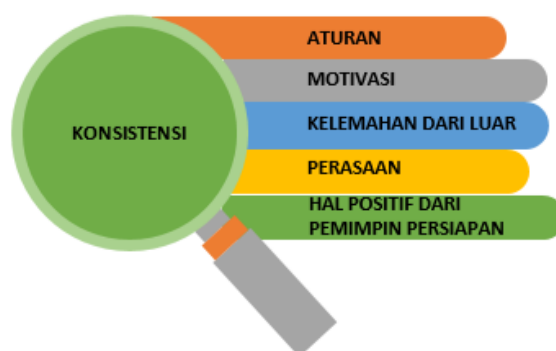 KONSISTENSI
ATURAN
MOTIVASI
KELEMAHAN DARI LUAR
PERASAAN
HAL POSITIF DARI
PEMIMPIN PERSIAPAN